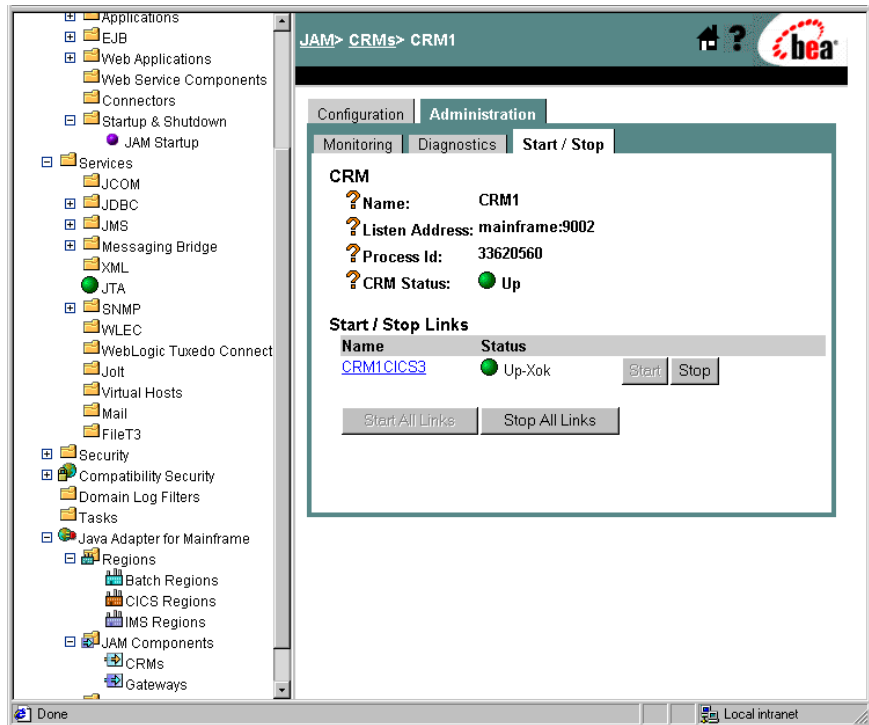 Applications
EJB
Web Applications
Web Service Components
Connectors
Startup & Shutdown
JAM Startup
Services
JCOM
JDBC
JMS
Messaging Bridge
XML
JTA
SNMP
WLEC
WebLogic Tuxedo Connect
Jolt
Virtual Hosts
Mail
FileT3
Security
Compatibility Security
Domain Log Filters
Tasks
Java Adapter for Mainframe
Regions
Batch Regions
CICS Regions
IMS Regions
JAM Components
CRMs
Gateways
JAM> CRMs> CRM1
? bea
Configuration Administration
Monitoring Diagnostics Start / Stop
CRM
? Name: CRM1
? Listen Address: mainframe:9002
? Process Id: 33620560
? CRM Status: Up
Start / Stop Links
Name Status
CRM1CICS3 Up-Xok Start Stop
Start All Links Stop All Links
Done Local intranet